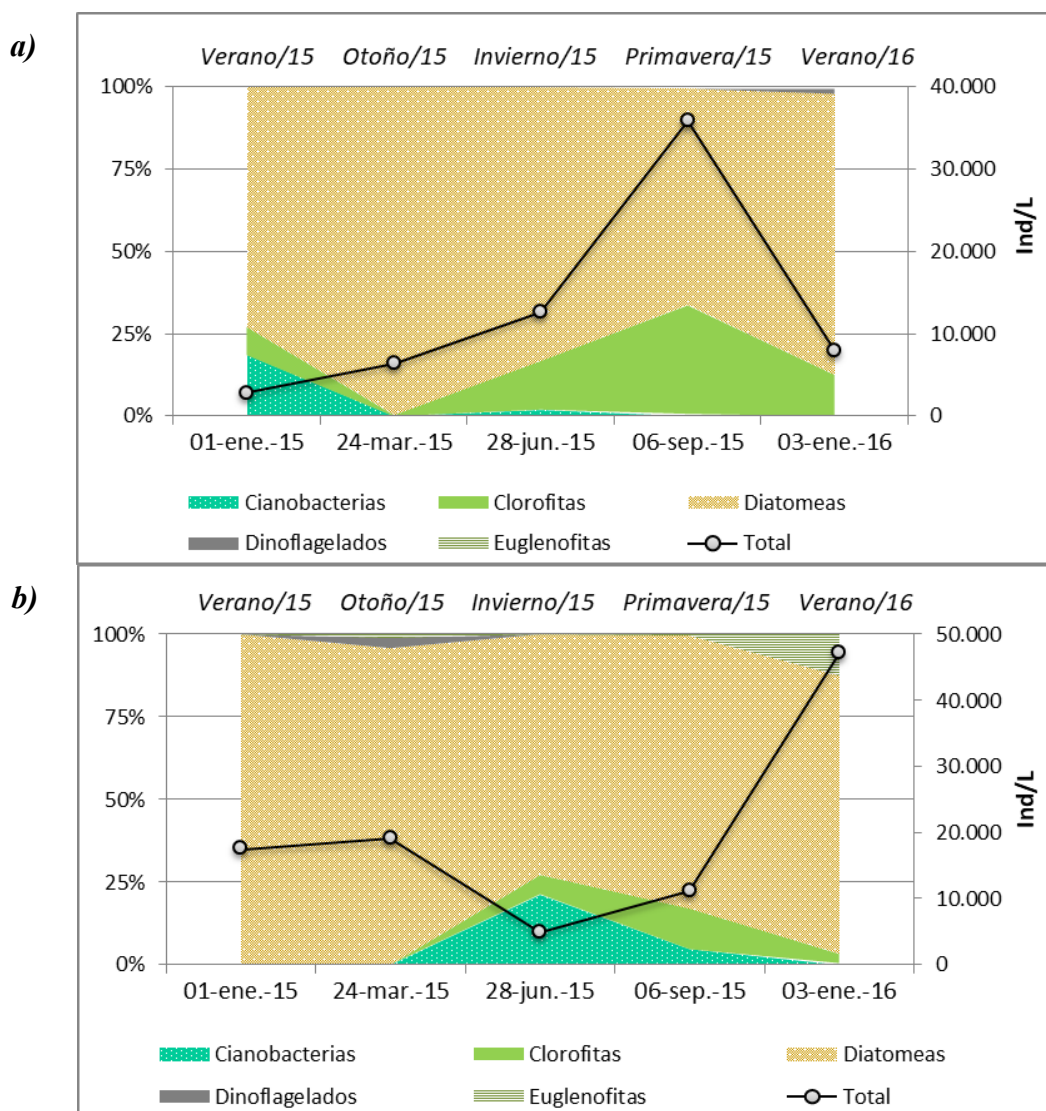 a)
Verano/15 Otoño/15 Invierno/15 Primavera/15 Verano/16
100% 40.000
75% 30.000
50% 20.000
25% 10.000
0% 0
Ind/L
01-ene.-15 24-mar.-15 28-jun.-15 06-sep.-15 03-ene.-16
Cianobacterias Clorofitas Diatomeas
Dinoflagelados Euglenofitas Total
b)
Verano/15 Otoño/15 Invierno/15 Primavera/15 Verano/16
100% 50.000
40.000
75%
30.000
50%
20.000
25%
10.000
0% 0
Ind/L
01-ene.-15 24-mar.-15 28-jun.-15 06-sep.-15 03-ene.-16
Cianobacterias Clorofitas Diatomeas
Dinoflagelados Euglenofitas Total